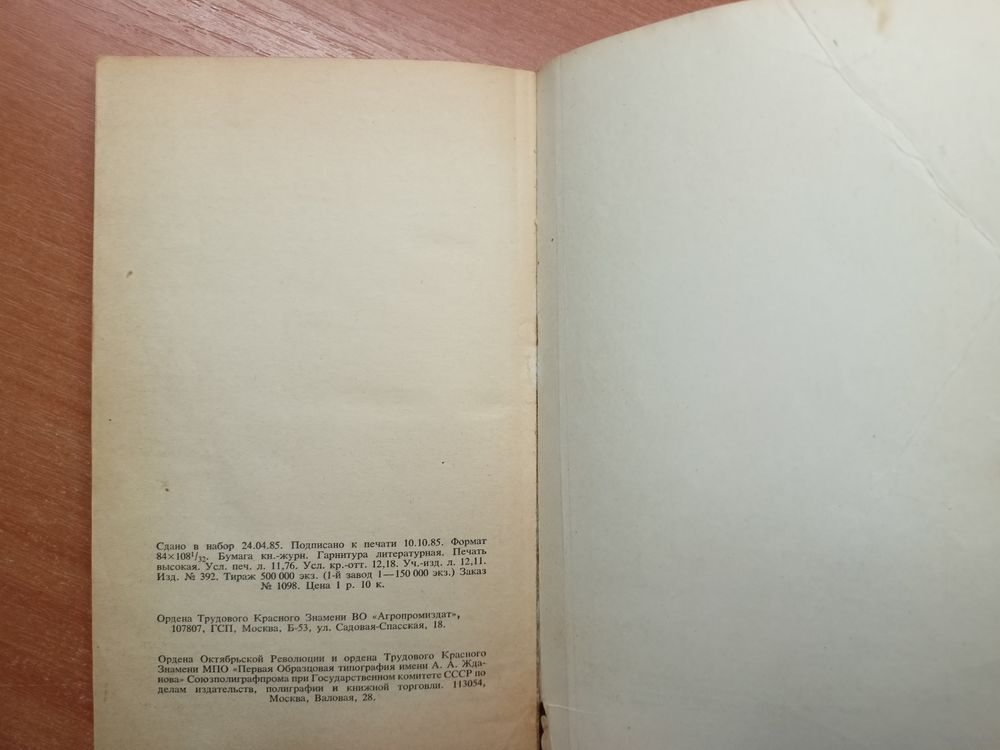 Сдано в набор 24.04.85. Подписано к печати 10.10.85. Формат
84×108¹/₃₂. Бумага кн.-журн. Гарнитура литературная. Печать
высокая. Усл. печ. л. 11,76. Усл. кр.-отт. 12,18. Уч.-изд. л. 12,11.
Изд. № 392. Тираж 500 000 экз. (1-й завод 1—150 000 экз.) Заказ
№ 1098. Цена 1 р. 10 к.
Ордена Трудового Красного Знамени ВО «Агропромиздат»,
107807, ГСП, Москва, Б-53, ул. Садовая-Спасская, 18.
Ордена Октябрьской Революции и ордена Трудового Красного
Знамени МПО «Первая Образцовая типография имени А. А. Жда-
нова» Союзполиграфпрома при Государственном комитете СССР по
делам издательств, полиграфии и книжной торговли. 113054,
Москва, Валовая, 28.